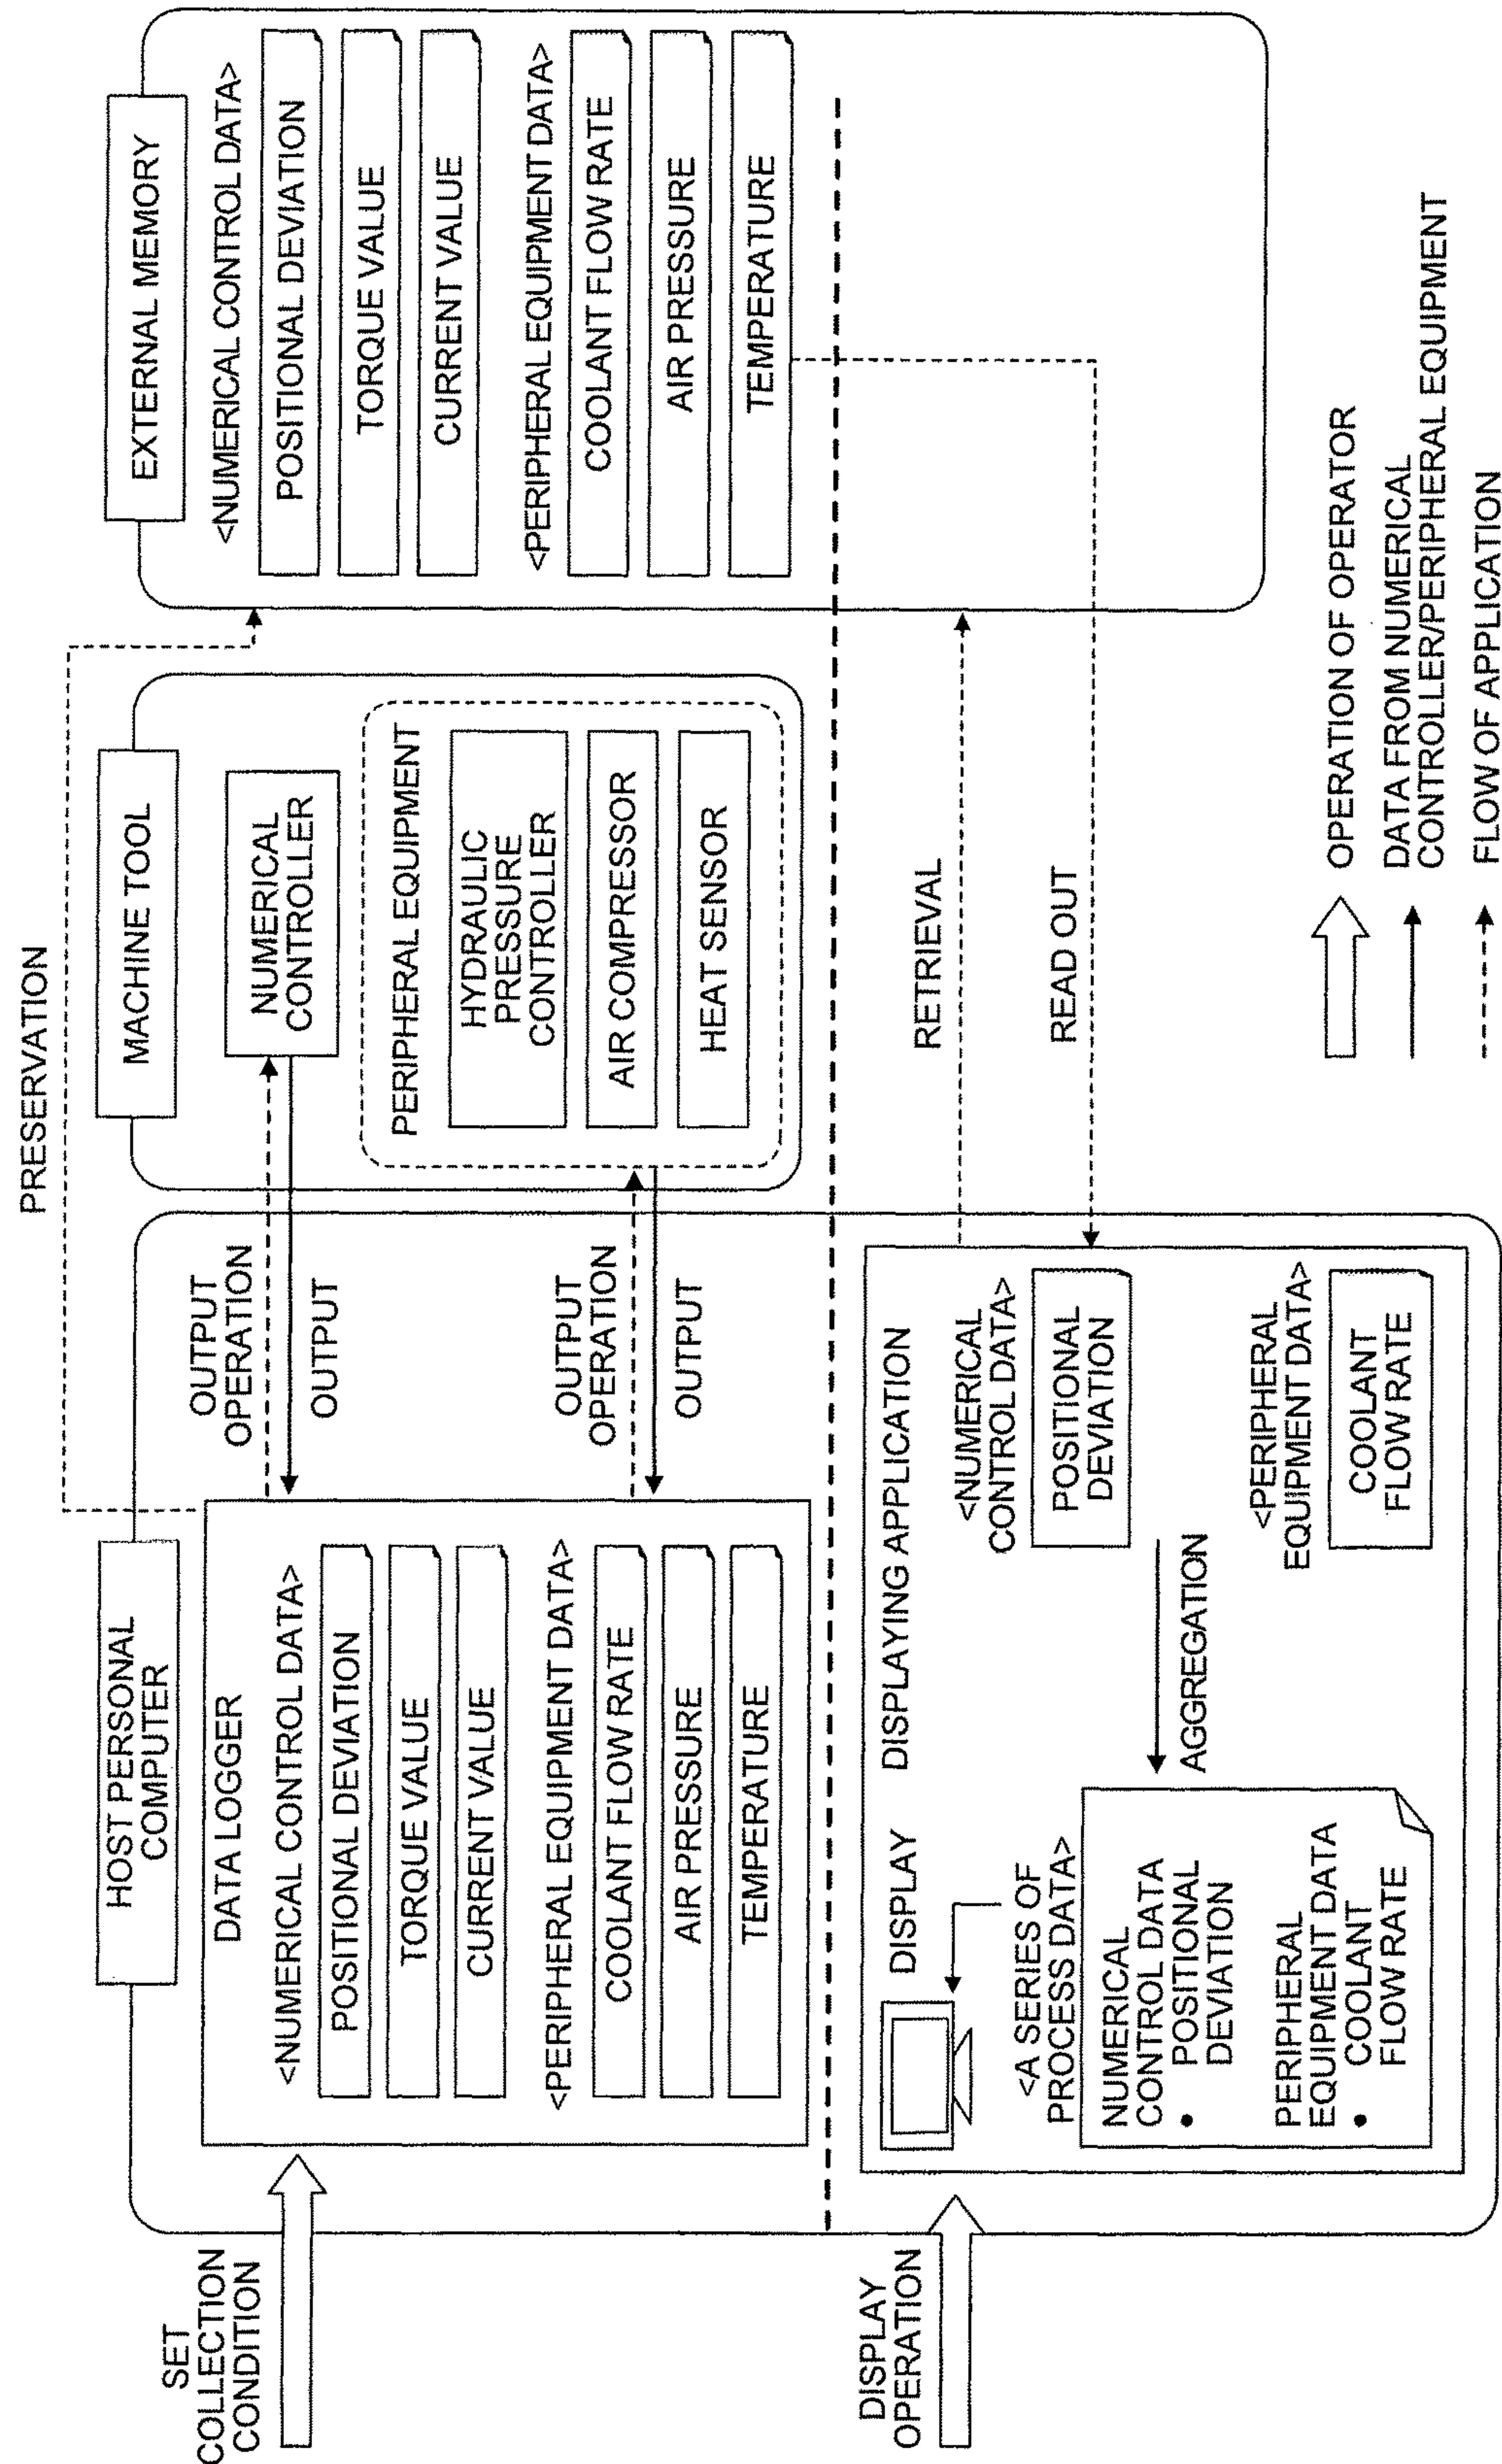 PRESERVATION
SET
COLLECTION
CONDITION
HOST PERSONAL
COMPUTER
DATA LOGGER
<NUMERICAL CONTROL DATA>
POSITIONAL DEVIATION
TORQUE VALUE
CURRENT VALUE
<PERIPHERAL EQUIPMENT DATA>
COOLANT FLOW RATE
AIR PRESSURE
TEMPERATURE
OUTPUT
OPERATION
OUTPUT
OUTPUT
OPERATION
OUTPUT
MACHINE TOOL
NUMERICAL
CONTROLLER
PERIPHERAL EQUIPMENT
HYDRAULIC
PRESSURE
CONTROLLER
AIR COMPRESSOR
HEAT SENSOR
EXTERNAL MEMORY
<NUMERICAL CONTROL DATA>
POSITIONAL DEVIATION
TORQUE VALUE
CURRENT VALUE
<PERIPHERAL EQUIPMENT DATA>
COOLANT FLOW RATE
AIR PRESSURE
TEMPERATURE
DISPLAY
OPERATION
DISPLAY
DISPLAYING APPLICATION
<A SERIES OF
PROCESS DATA>
NUMERICAL
CONTROL DATA
• POSITIONAL
DEVIATION
PERIPHERAL
EQUIPMENT DATA
• COOLANT
FLOW RATE
AGGREGATION
<NUMERICAL
CONTROL DATA>
POSITIONAL
DEVIATION
<PERIPHERAL
EQUIPMENT DATA>
COOLANT
FLOW RATE
RETRIEVAL
READ OUT
OPERATION OF OPERATOR
DATA FROM NUMERICAL
CONTROLLER/PERIPHERAL EQUIPMENT
FLOW OF APPLICATION